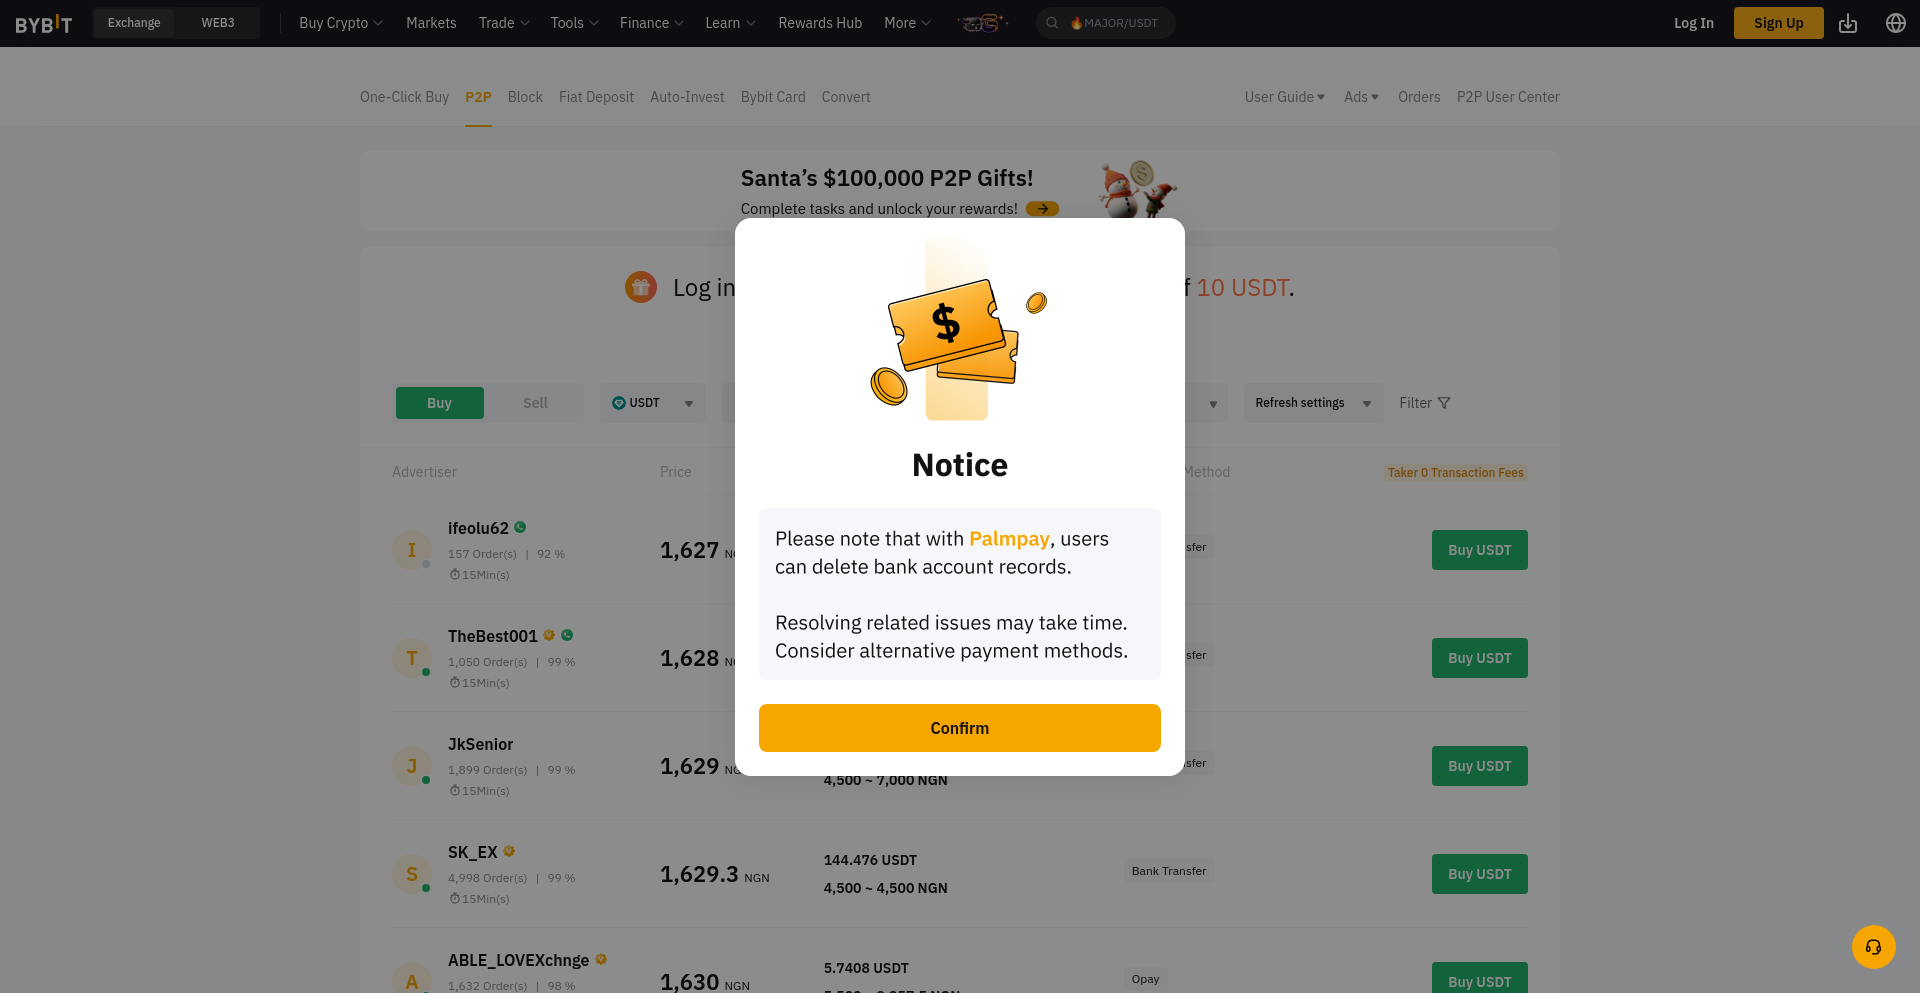 BYBIT
Exchange
WEB3
Buy Crypto
Markets
Trade
Tools
Finance
Learn
Rewards Hub
More
🔥MAJOR/USDT
Log In
Sign Up
One-Click Buy
P2P
Block
Fiat Deposit
Auto-Invest
Bybit Card
Convert
User Guide
Ads
Orders
P2P User Center
Santa's $100,000 P2P Gifts!
Complete tasks and unlock your rewards!
Log in
10 USDT.
Buy
Sell
USDT
Refresh settings
Filter
Advertiser
Price
Method
Taker 0 Transaction Fees
ifeolu62
157 Order(s) | 92 %
15Min(s)
1,627
Buy USDT
TheBest001
1,050 Order(s) | 99 %
15Min(s)
1,628
Buy USDT
JkSenior
1,899 Order(s) | 99 %
15Min(s)
1,629
4,500 ~ 7,000 NGN
Buy USDT
SK_EX
4,998 Order(s) | 99 %
15Min(s)
1,629.3 NGN
144.476 USDT
4,500 ~ 4,500 NGN
Bank Transfer
Buy USDT
ABLE_LOVEXchnge
1,632 Order(s) | 98 %
1,630 NGN
5.7408 USDT
Opay
Buy USDT
I
T
J
S
A
$
Notice
Please note that with Palmpay, users
can delete bank account records.
Resolving related issues may take time.
Consider alternative payment methods.
Confirm